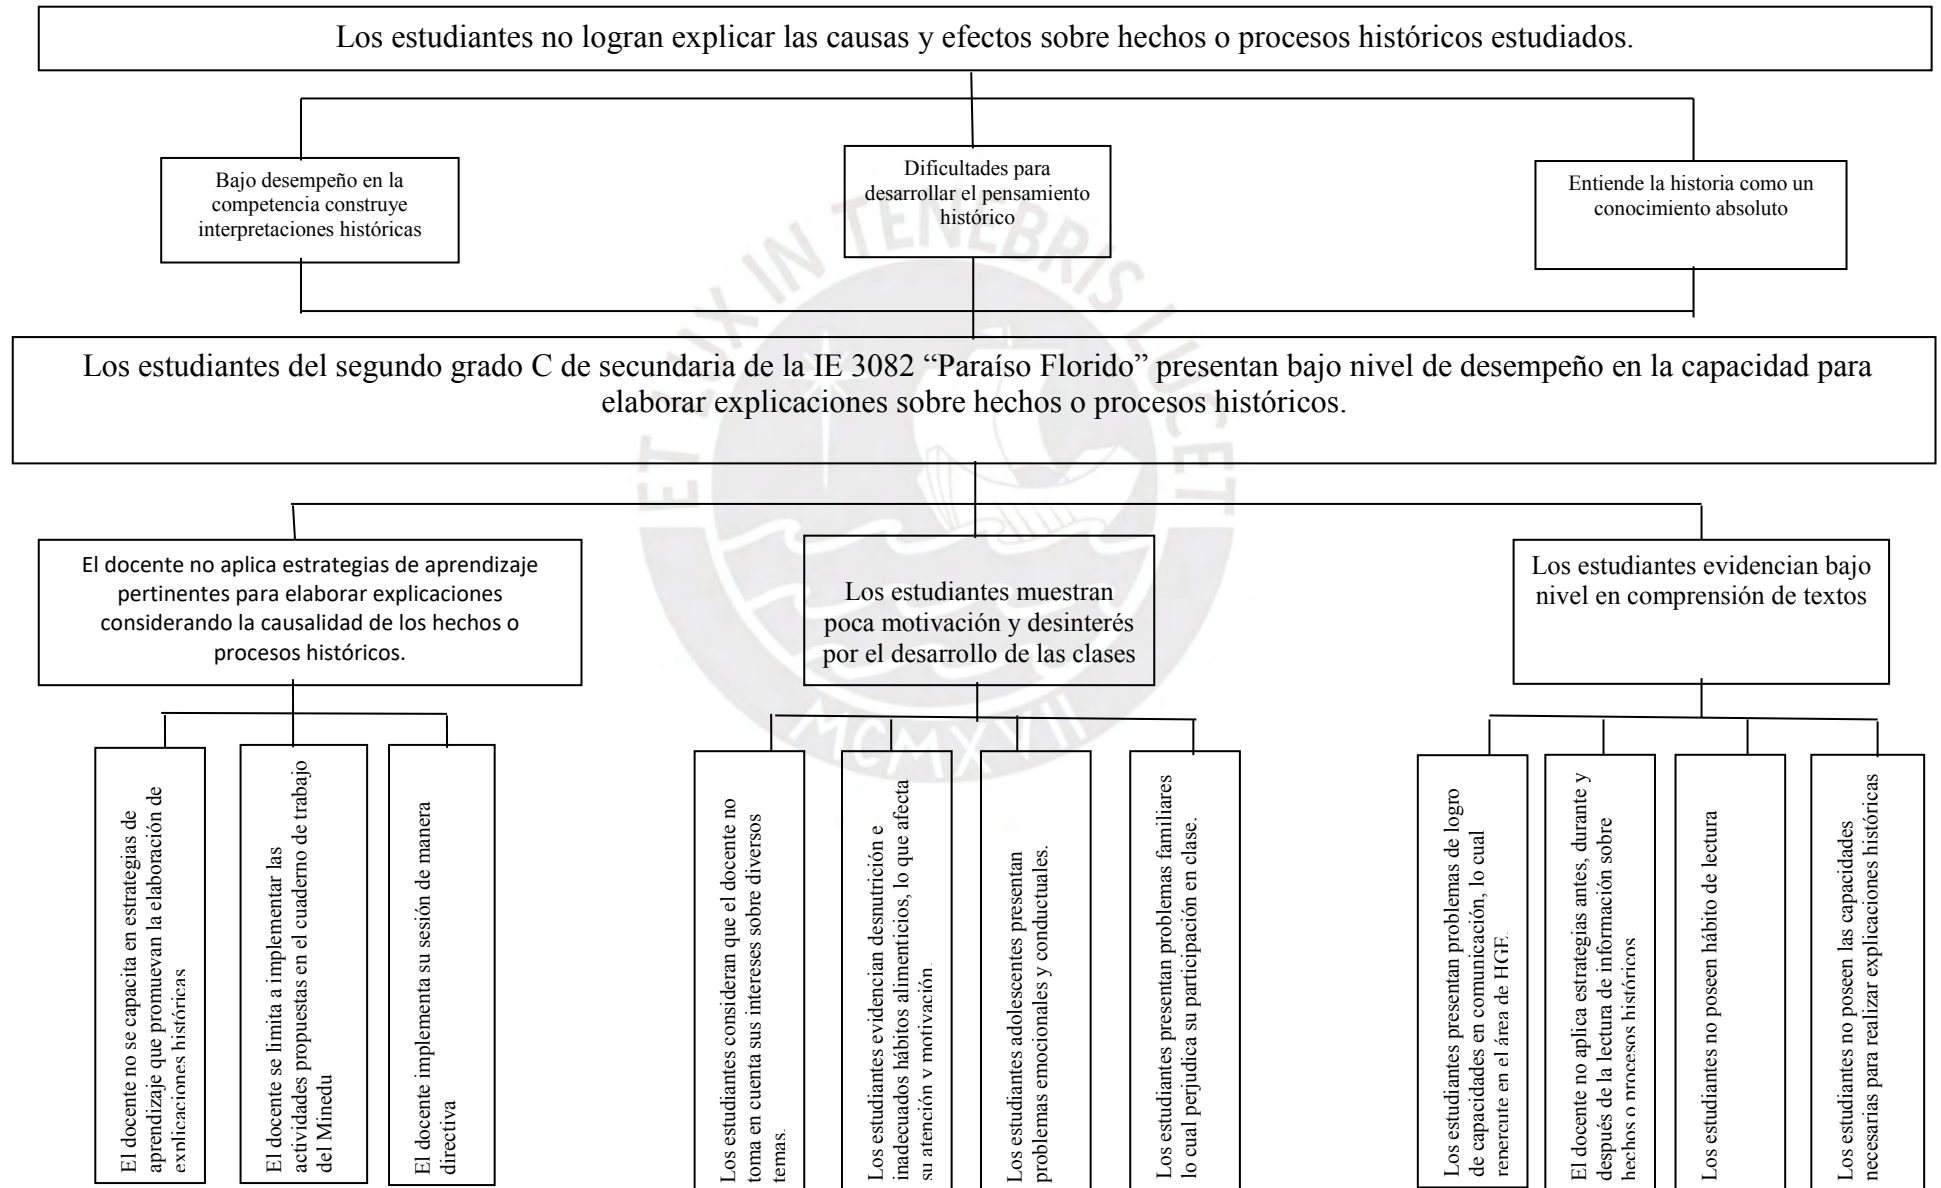 Los estudiantes no logran explicar las causas y efectos sobre hechos o procesos históricos estudiados.
Bajo desempeño en la
competencia construye
interpretaciones históricas
Dificultades para
desarrollar el pensamiento
histórico
Entiende la historia como un
conocimiento absoluto
Los estudiantes del segundo grado C de secundaria de la IE 3082 “Paraíso Florido” presentan bajo nivel de desempeño en la capacidad para
elaborar explicaciones sobre hechos o procesos históricos.
El docente no aplica estrategias de aprendizaje
pertinentes para elaborar explicaciones
considerando la causalidad de los hechos o
procesos históricos.
Los estudiantes muestran
poca motivación y desinterés
por el desarrollo de las clases
Los estudiantes evidencian bajo
nivel en comprensión de textos
El docente no se capacita en estrategias de
aprendizaje que promuevan la elaboración de
explicaciones históricas
El docente se limita a implementar las
actividades propuestas en el cuaderno de trabajo
del Minedu
El docente implementa su sesión de manera
directiva
Los estudiantes consideran que el docente no
toma en cuenta sus intereses sobre diversos
temas.
Los estudiantes evidencian desnutrición e
inadecuados hábitos alimenticios, lo que afecta
su atención y motivación.
Los estudiantes adolescentes presentan
problemas emocionales y conductuales.
Los estudiantes presentan problemas familiares
lo cual perjudica su participación en clase.
Los estudiantes presentan problemas de logro
de capacidades en comunicación, lo cual
repercute en el área de HGE.
El docente no aplica estrategias antes, durante y
después de la lectura de información sobre
hechos o procesos históricos
Los estudiantes no poseen hábito de lectura
Los estudiantes no poseen las capacidades
necesarias para realizar explicaciones históricas
ET LUX IN TENEBRIS LUCET
MCMXVII